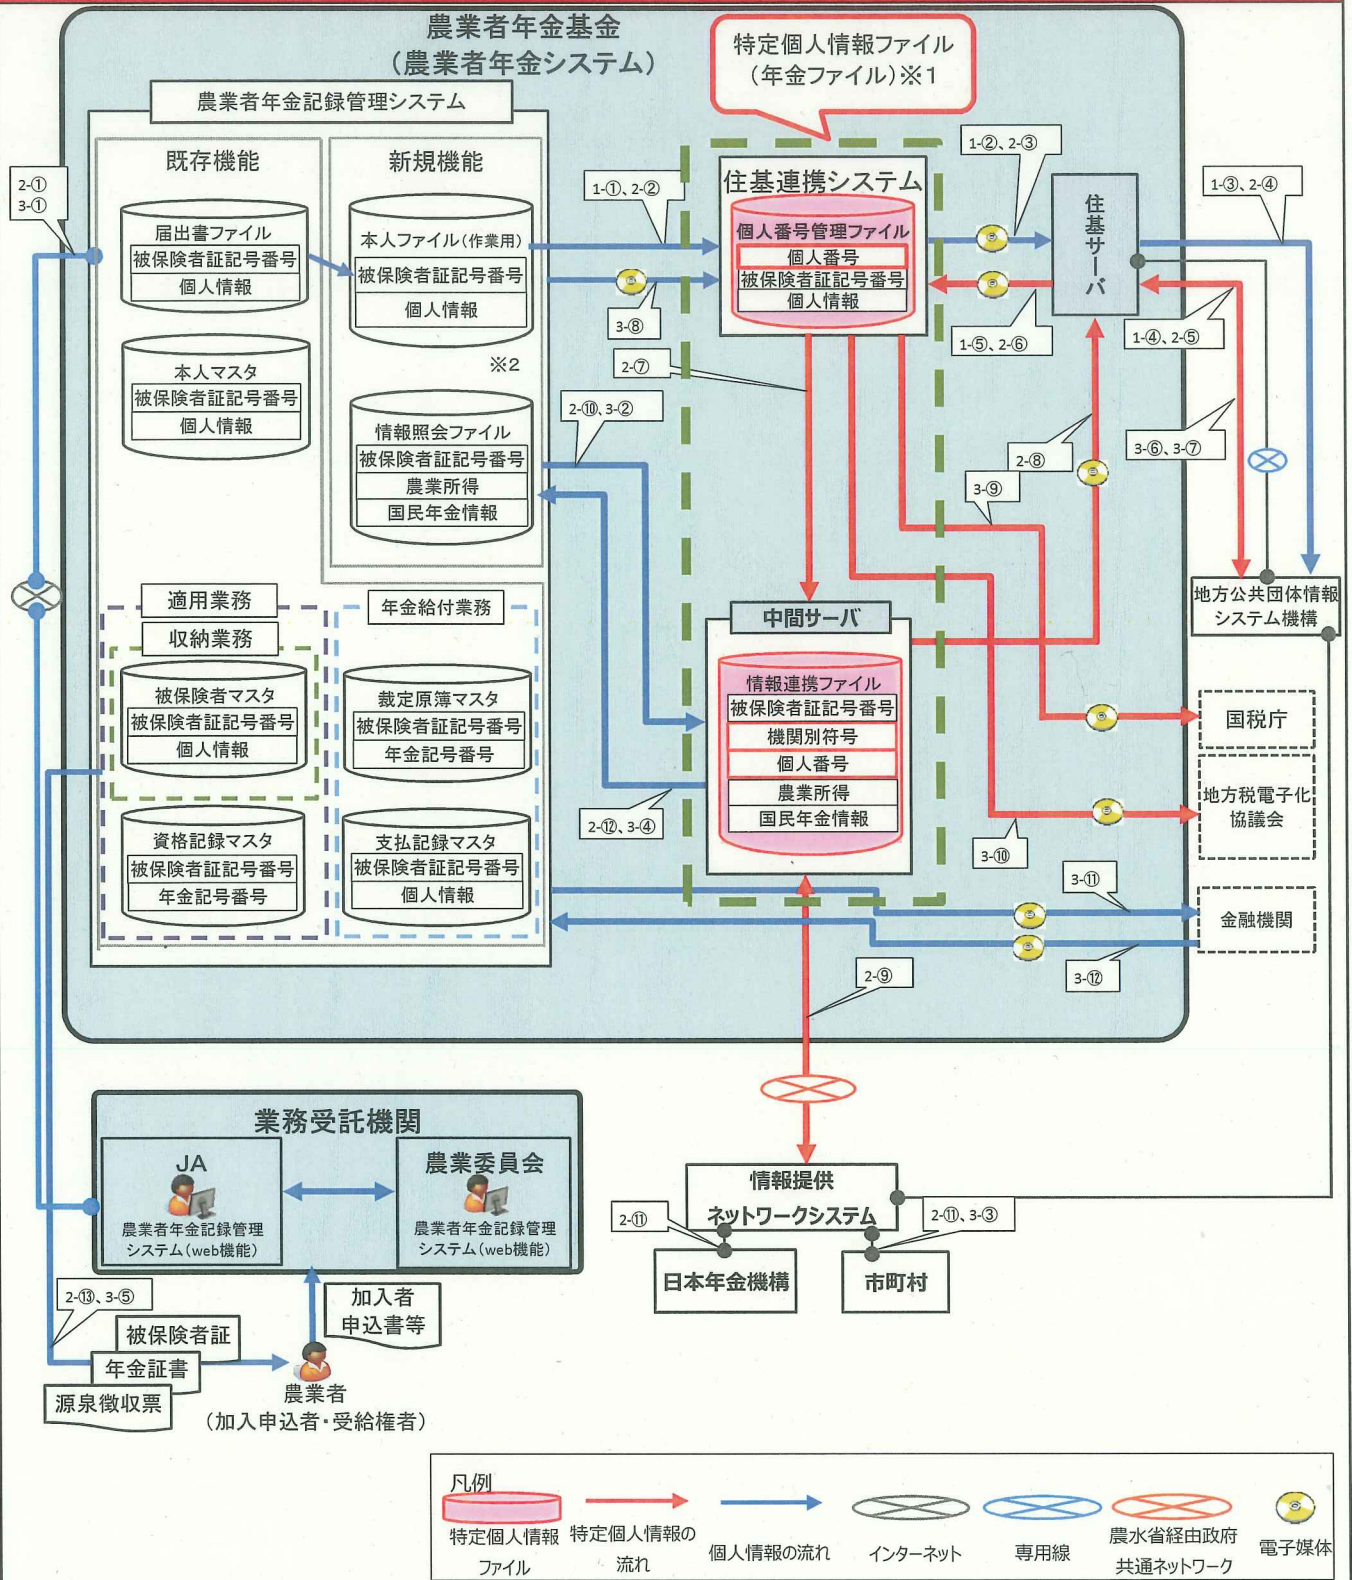 農業者年金基金
(農業者年金システム)
特定個人情報ファイル
(年金ファイル)※1
農業者年金記録管理システム
既存機能
新規機能
2-①
3-①
届出書ファイル
被保険者証記号番号
個人情報
本人ファイル(作業用)
被保険者証記号番号
個人情報
※2
本人マスタ
被保険者証記号番号
個人情報
情報照会ファイル
被保険者証記号番号
農業所得
国民年金情報
1-①、2-②
3-⑧
住基連携システム
個人番号管理ファイル
個人番号
被保険者証記号番号
個人情報
1-②、2-③
住基サーバ
1-③、2-④
1-⑤、2-⑥
1-④、2-⑤
2-⑦
2-⑩、3-②
2-⑧
3-⑥、3-⑦
3-⑨
地方公共団体情報
システム機構
適用業務
収納業務
年金給付業務
被保険者マスタ
被保険者証記号番号
個人情報
裁定原簿マスタ
被保険者証記号番号
年金記号番号
資格記録マスタ
被保険者証記号番号
年金記号番号
支払記録マスタ
被保険者証記号番号
個人情報
中間サーバ
情報連携ファイル
被保険者証記号番号
機関別符号
個人番号
農業所得
国民年金情報
2-⑫、3-④
国税庁
地方税電子化
協議会
3-⑩
3-⑪
金融機関
3-⑫
2-⑨
業務受託機関
JA
農業者年金記録管理
システム(web機能)
農業委員会
農業者年金記録管理
システム(web機能)
情報提供
ネットワークシステム
2-⑪
2-⑪、3-③
日本年金機構
市町村
2-⑬、3-⑤
被保険者証
年金証書
源泉徴収票
加入者
申込書等
農業者
(加入申込者・受給権者)
凡例
特定個人情報
ファイル
特定個人情報の
流れ
個人情報の流れ
インターネット
専用線
農水省経由政府
共通ネットワーク
電子媒体